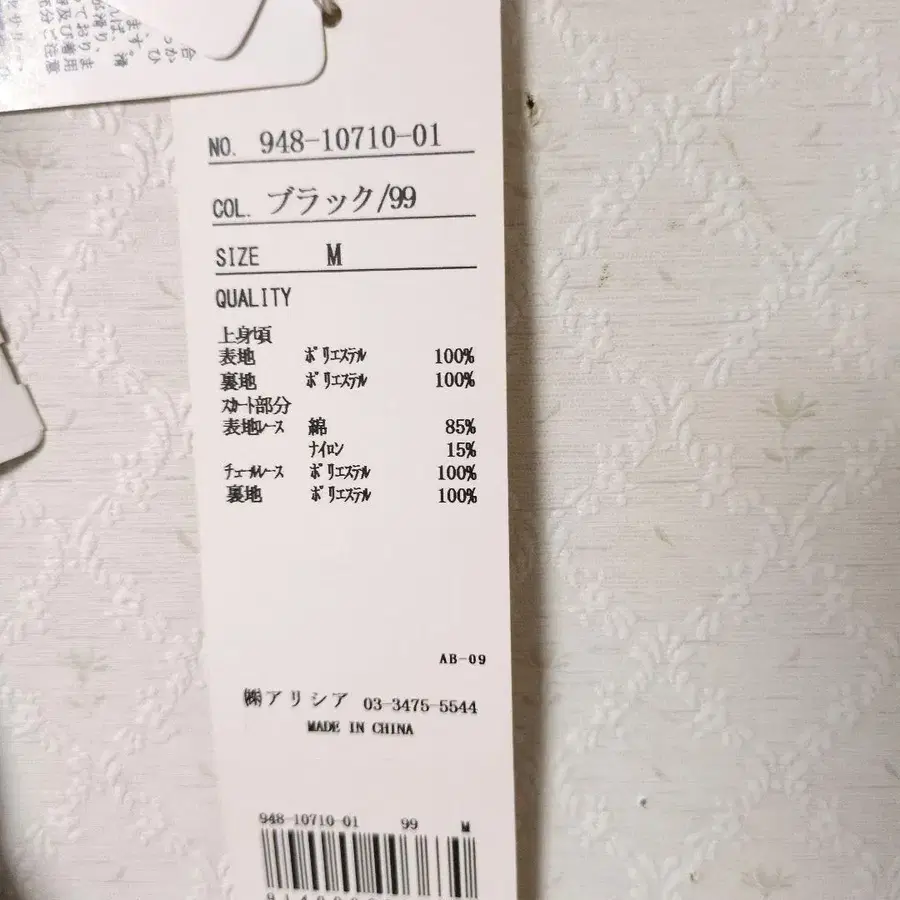 NO. 948-10710-01
COL. ブラック/99
SIZE M
QUALITY
上身頃
表地 ポリエステル 100%
裏地 ポリエステル 100%
スカート部分
表地レース 綿 85%
ナイロン 15%
チュールレース ポリエステル 100%
裏地 ポリエステル 100%
AB-09
㈱アリシア 03-3475-5544
MADE IN CHINA
948-10710-01 99 M